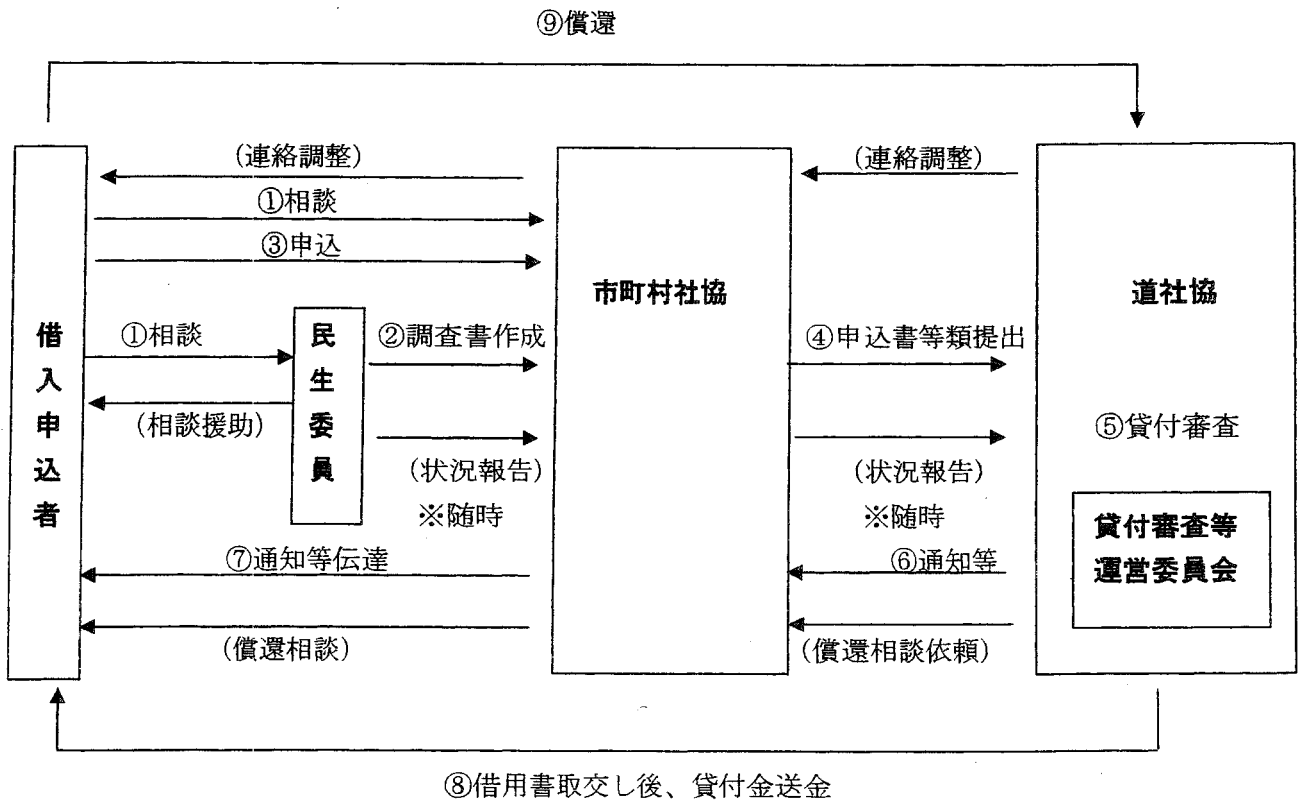 ⑨償還
(連絡調整)
(連絡調整)
①相談
③申込
市町村社協
道社協
借入申込者
①相談
民生委員
②調査書作成
④申込書等類提出
(相談援助)
⑤貸付審査
(状況報告)
(状況報告)
※随時
※随時
貸付審査等
運営委員会
⑦通知等伝達
⑥通知等
(償還相談)
(償還相談依頼)
⑧借用書取交し後、貸付金送金